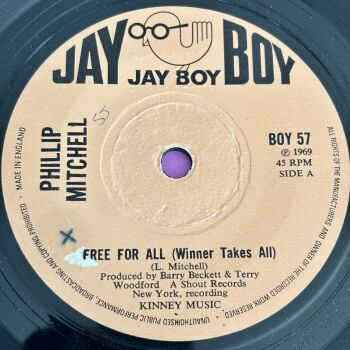 JAY BOY
JAY BOY
PHILLIP
MITCHELL
55
BOY 57
℗ 1969
45 RPM
SIDE A
FREE FOR ALL (Winner Takes All)
(L. Mitchell)
Produced by Barry Beckett & Terry
Woodford A Shout Records
New York, recording
KINNEY MUSIC
MADE IN ENGLAND
ALL RIGHTS OF THE MANUFACTURERS AND OWNER OF THE RECORDED WORK RESERVED. UNAUTHORISED PUBLIC PERFORMANCE, BROADCASTING AND COPYING PROHIBITED